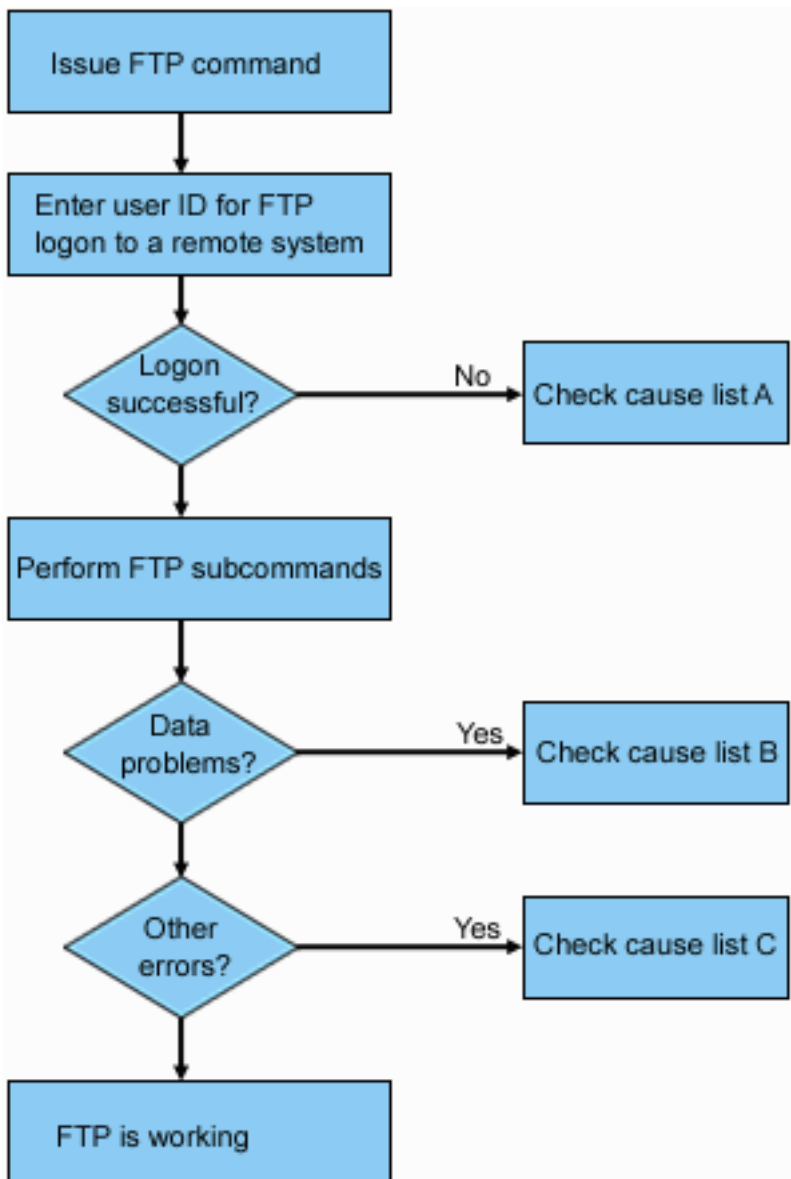 Issue FTP command
Enter user ID for FTP
logon to a remote system
Logon
successful?
No
Check cause list A
Perform FTP subcommands
Data
problems?
Yes
Check cause list B
Other
errors?
Yes
Check cause list C
FTP is working